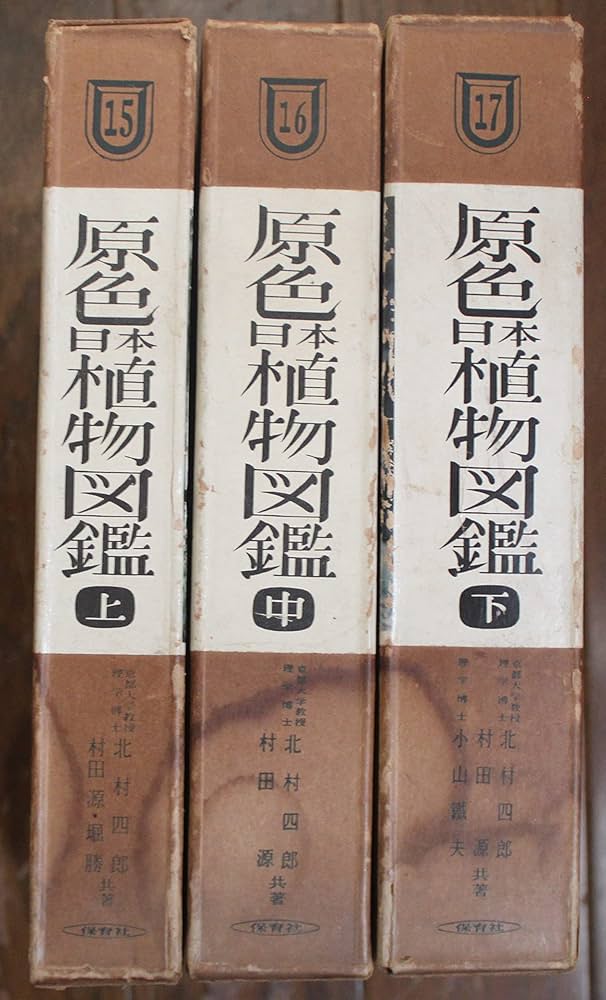 15
原色日本植物図鑑
上
京都大学教授
理学博士
北村四郎
村田源・堀勝
共著
保育社
16
原色日本植物図鑑
中
京都大学教授
理学博士
北村四郎
村田源
共著
保育社
17
原色日本植物図鑑
下
京都大学教授
理学博士
理学博士
北村四郎
村田源
小山鐵夫
共著
保育社